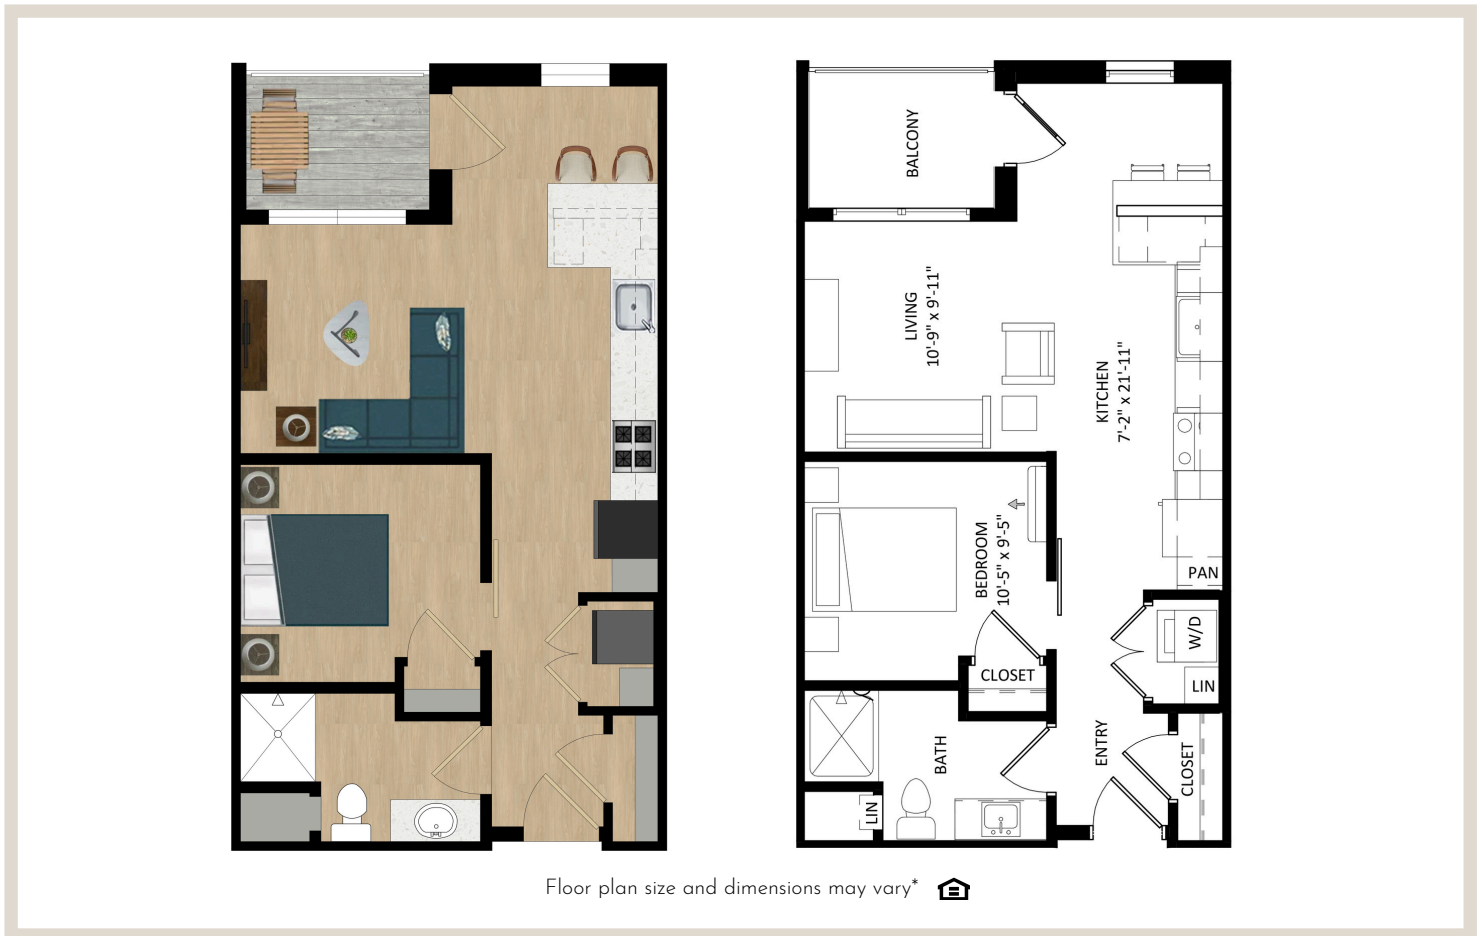 BALCONY
LIVING
10'-9" x 9'-11"
KITCHEN
7'-2" x 21'-11"
BEDROOM
10'-5" x 9'-5"
PAN
W/D
LIN
CLOSET
BATH
ENTRY
CLOSET
LIN
Floor plan size and dimensions may vary*